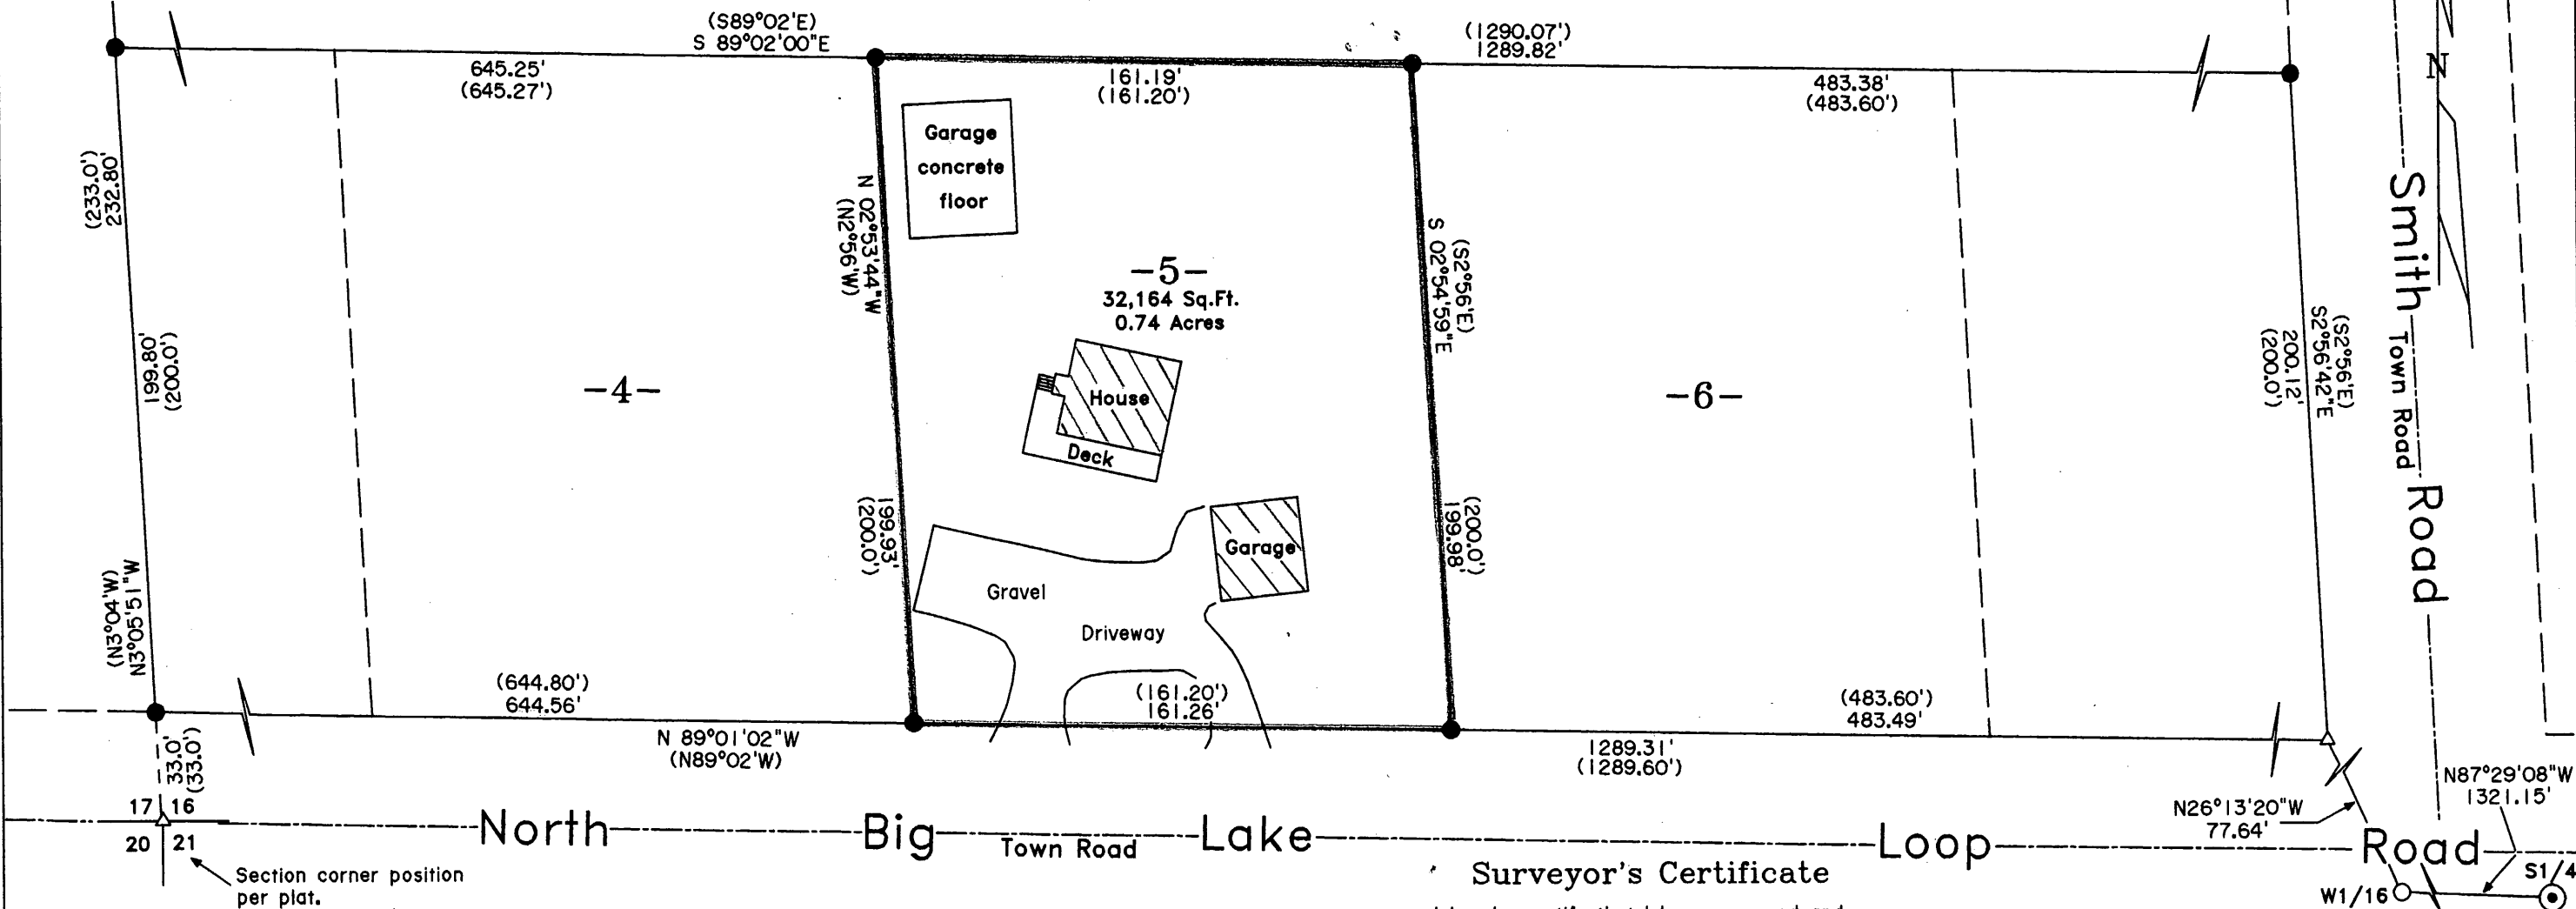 (S89°02'E)
S 89°02'00"E
(1290.07')
1289.82'
645.25'
(645.27')
161.19'
(161.20')
483.38'
(483.60')
N
Garage
concrete
floor
(233.0')
232.80'
N 02°53'44"W
(N2°56'W)
-5-
32,164 Sq.Ft.
0.74 Acres
(S2°56'E)
S 02°54'59"E
Smith Road
Town Road
199.80'
(200.0')
-4-
House
Deck
-6-
(S2°56'E)
S2°56'42"E
200.12'
(200.0')
199.93'
(200.0')
(200.0')
199.98'
Garage
Gravel
Driveway
(N3°04'W)
N3°05'51"W
(644.80')
644.56'
(161.20')
161.26'
(483.60')
483.49'
N 89°01'02"W
(N89°02'W)
1289.31'
(1289.60')
33.0'
(33.0')
N87°29'08"W
1321.15'
N26°13'20"W
77.64'
17 16
20 21
North Big Lake Loop Road
Town Road
Section corner position
per plat.
Surveyor's Certificate
W1/16
S1/4